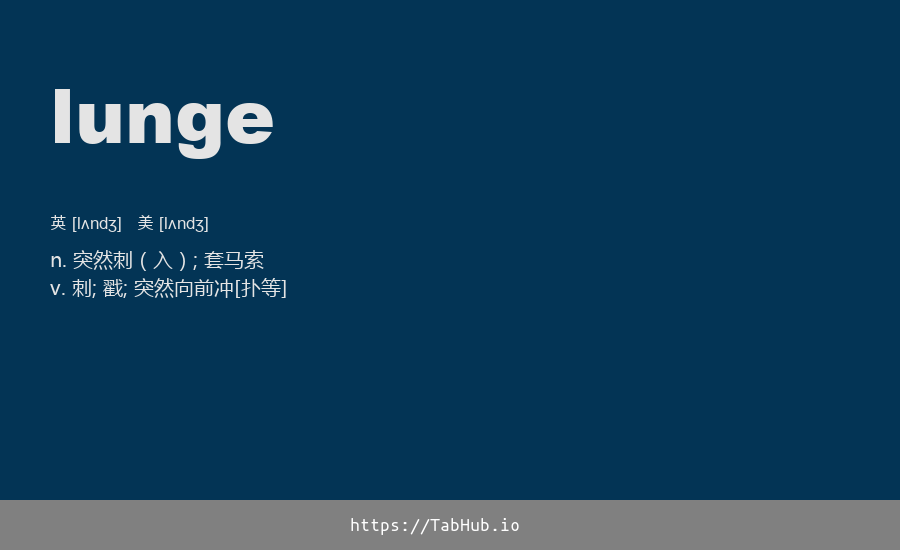 lunge
英 [lʌndʒ] 美 [lʌndʒ]
n. 突然刺（入）; 套马索
v. 刺; 戳; 突然向前冲[扑等]
https://TabHub.io